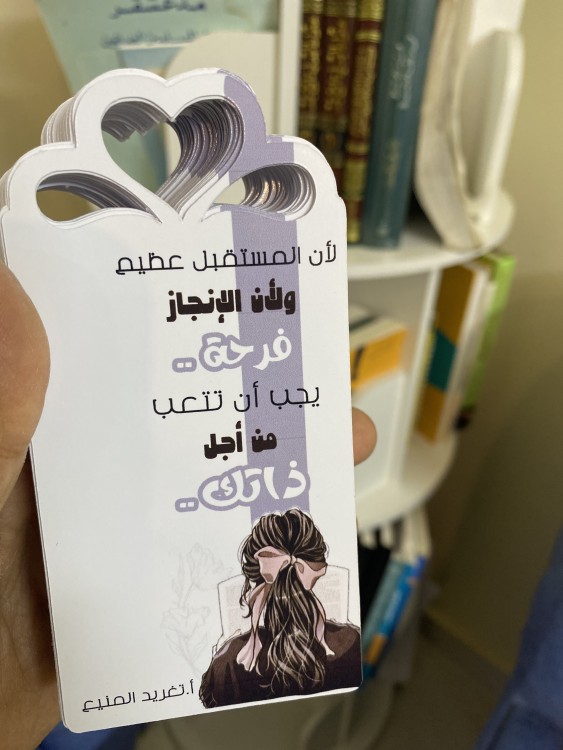 لأن المستقبل عظيم
ولأن الإنجاز
فرحة..
يجب أن تتعب
من أجل
ذاتك..
أ.تغريد المنيع